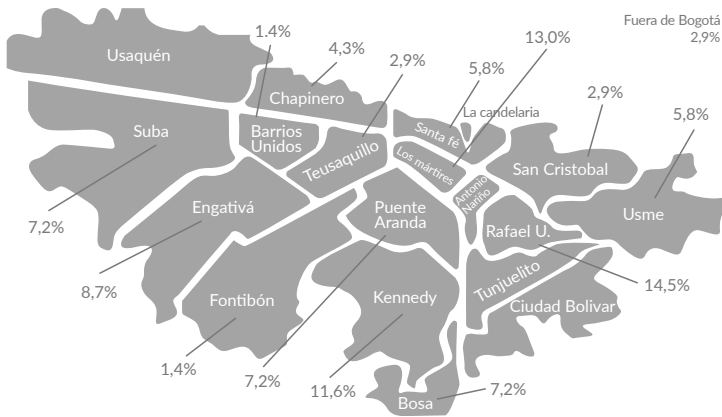 Fuera de Bogotá
2,9%
1.4%
4,3%
2,9%
13,0%
5,8%
2,9%
5,8%
Usaquén
Chapinero
La candelaria
Suba
Barrios
Unidos
Teusaquillo
Santa fé
Los mártires
Antonio
Nariño
San Cristobal
Usme
Engativá
Puente
Aranda
Rafael U.
7,2%
8,7%
Fontibón
Kennedy
Tunjuelito
Ciudad Bolivar
14,5%
1,4%
7,2%
11,6%
Bosa
7,2%